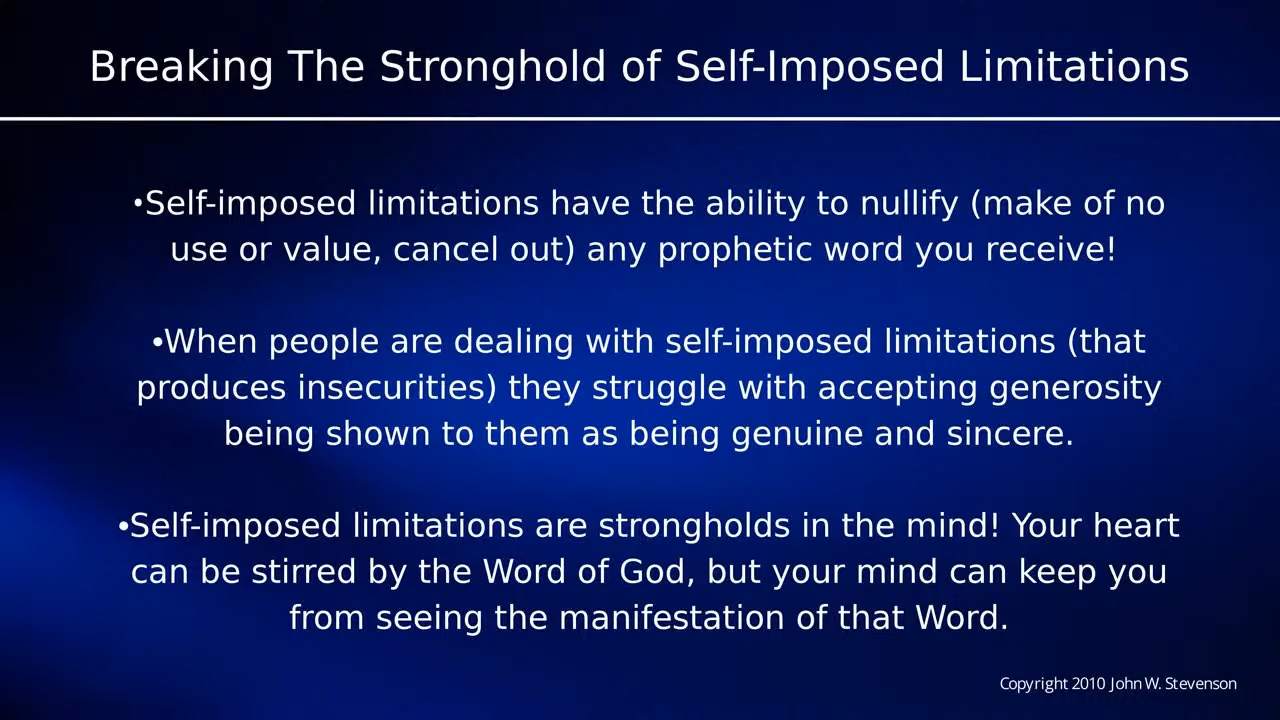 Breaking The Stronghold of Self-Imposed Limitations
•Self-imposed limitations have the ability to nullify (make of no
use or value, cancel out) any prophetic word you receive!
•When people are dealing with self-imposed limitations (that
produces insecurities) they struggle with accepting generosity
being shown to them as being genuine and sincere.
•Self-imposed limitations are strongholds in the mind! Your heart
can be stirred by the Word of God, but your mind can keep you
from seeing the manifestation of that Word.
Copyright 2010 John W. Stevenson